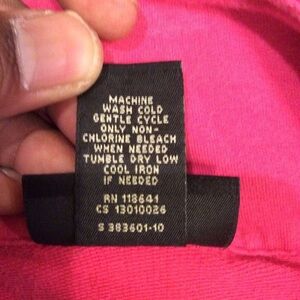 MACHINE
WASH COLD
GENTLE CYCLE
ONLY NON-
CHLORINE BLEACH
WHEN NEEDED
TUMBLE DRY LOW
COOL IRON
IF NEEDED
RN 118641
CS 13010026
S 383601-10